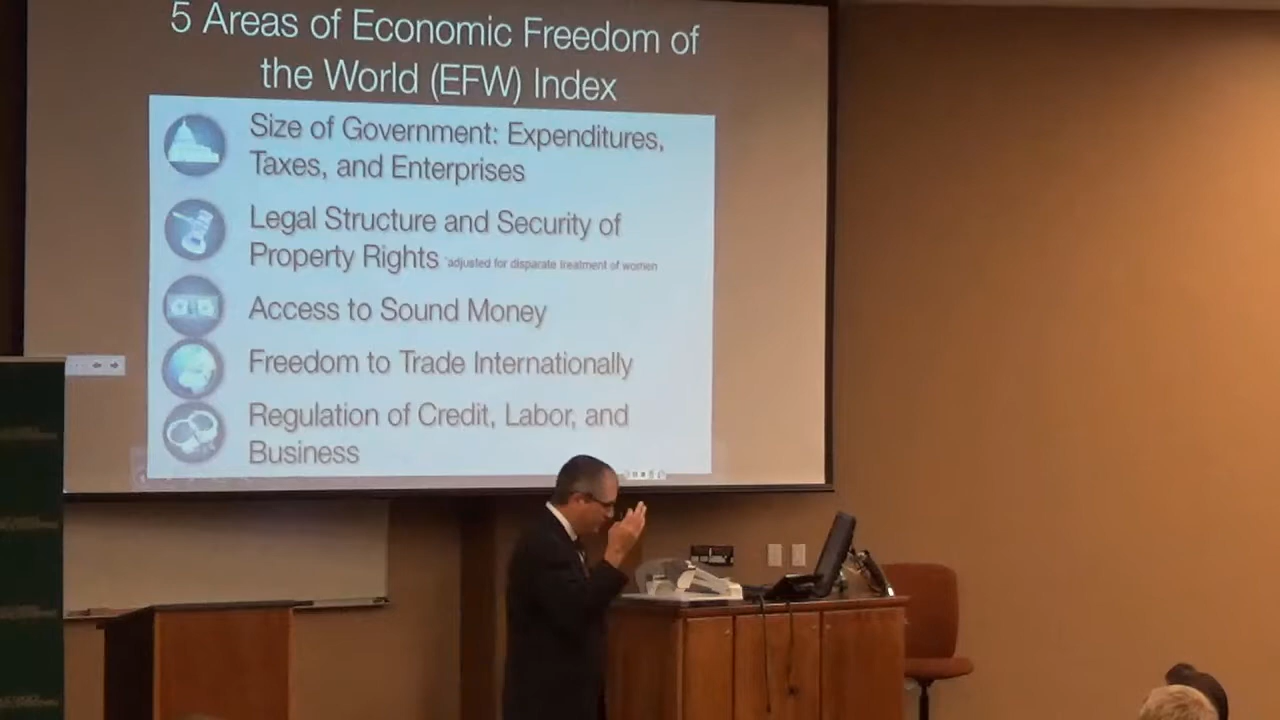 5 Areas of Economic Freedom of
the World (EFW) Index
Size of Government: Expenditures,
Taxes, and Enterprises
Legal Structure and Security of
Property Rights *adjusted for disparate treatment of women
Access to Sound Money
Freedom to Trade Internationally
Regulation of Credit, Labor, and
Business